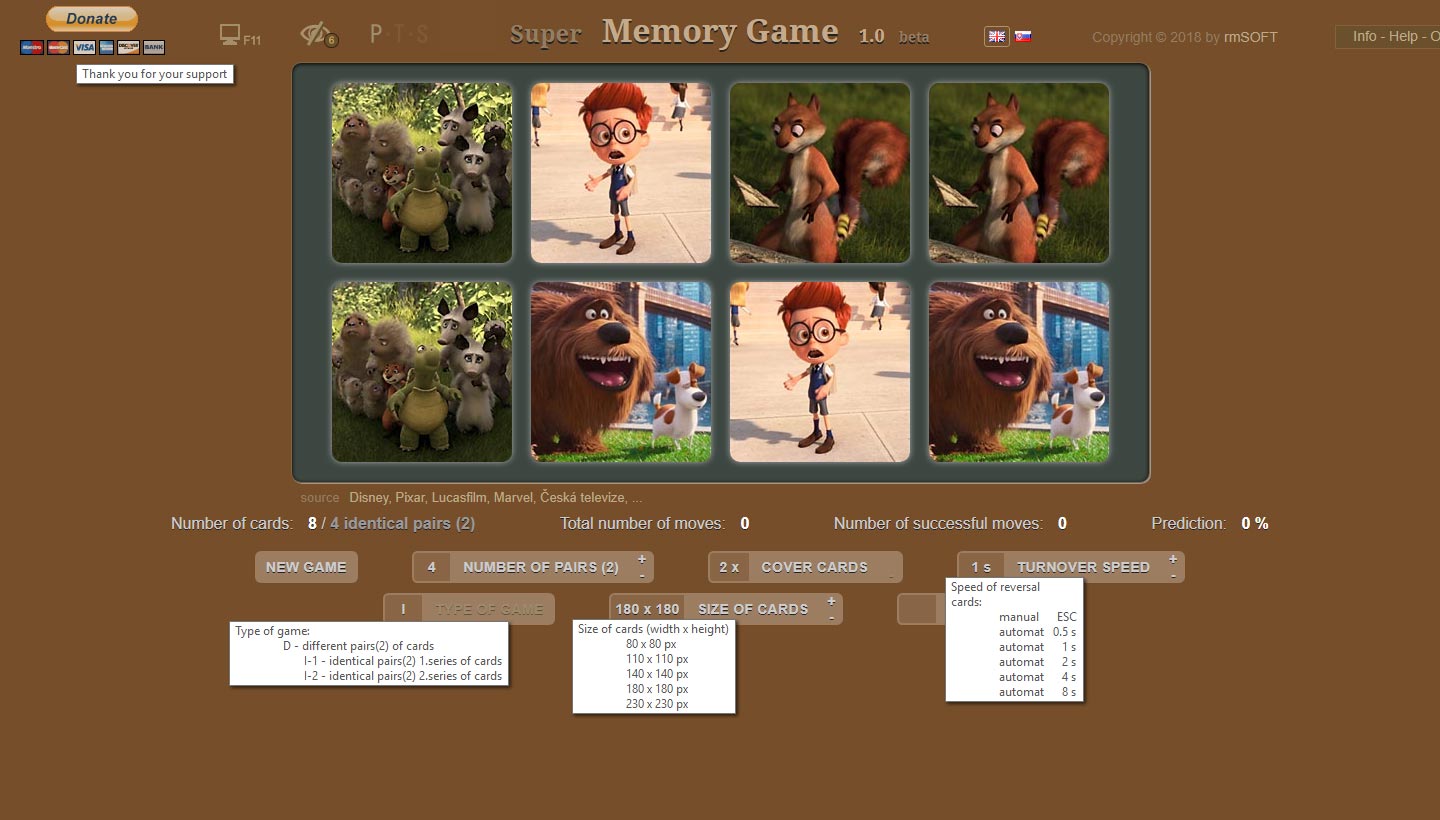 Donate
Maestro MasterCard VISA DISCOVER BANK
Thank you for your support
F11
6
P·T·S
Super Memory Game 1.0 beta
Copyright © 2018 by rmSOFT
Info - Help - O
source Disney, Pixar, Lucasfilm, Marvel, Česká televize, ...
Number of cards: 8 / 4 identical pairs (2) Total number of moves: 0 Number of successful moves: 0 Prediction: 0 %
NEW GAME 4 NUMBER OF PAIRS (2) + - 2 x COVER CARDS - 1 s TURNOVER SPEED + -
I TYPE OF GAME 180 x 180 SIZE OF CARDS + -
Type of game:
D - different pairs(2) of cards
I-1 - identical pairs(2) 1.series of cards
I-2 - identical pairs(2) 2.series of cards
Size of cards (width x height)
80 x 80 px
110 x 110 px
140 x 140 px
180 x 180 px
230 x 230 px
Speed of reversal
cards:
manual ESC
automat 0.5 s
automat 1 s
automat 2 s
automat 4 s
automat 8 s